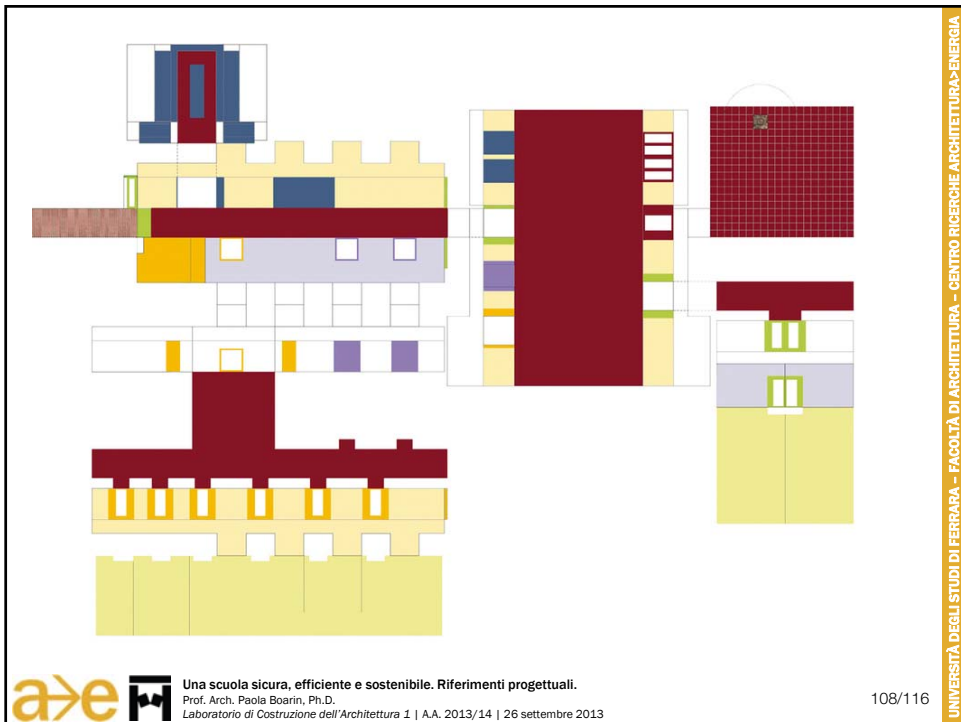 UNIVERSITÀ DEGLI STUDI DI FERRARA – FACOLTÀ DI ARCHITETTURA – CENTRO RICERCHE ARCHITETTURA>ENERGIA
a>e
Una scuola sicura, efficiente e sostenibile. Riferimenti progettuali.
Prof. Arch. Paola Boarin, Ph.D.
Laboratorio di Costruzione dell'Architettura 1 | A.A. 2013/14 | 26 settembre 2013
108/116